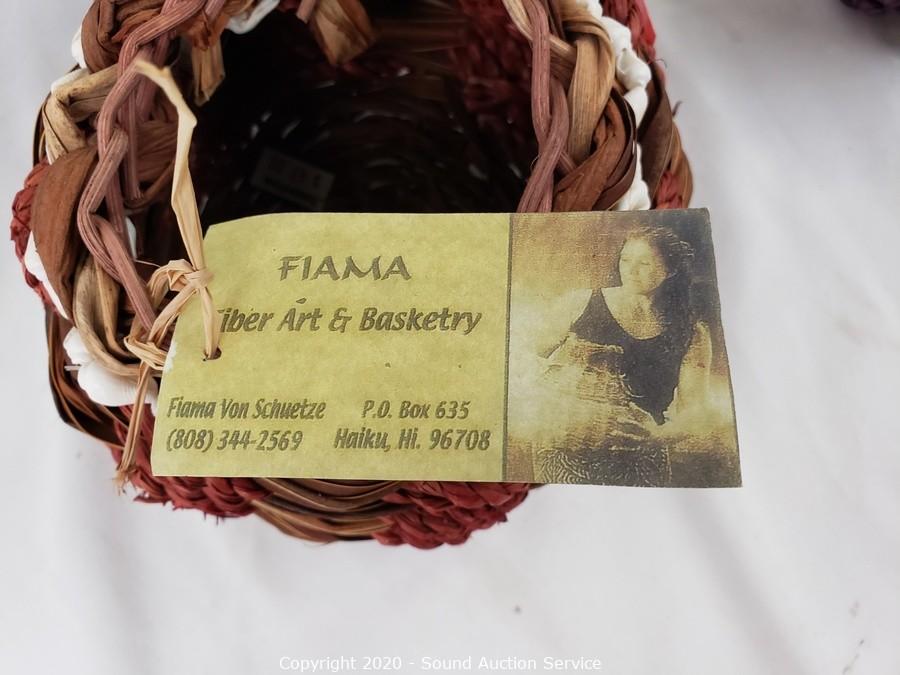 FIAMA
Fiber Art & Basketry
Fiama Von Schuetze
(808) 344-2569
P.O. Box 635
Haiku, Hi. 96708
Copyright 2020 - Sound Auction Service